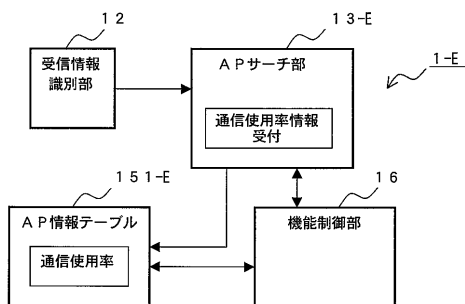 １２
１３-E
受信情報
識別部
ＡＰサーチ部
１-E
通信使用率情報
受付
１５１-E
１６
ＡＰ情報テーブル
機能制御部
通信使用率